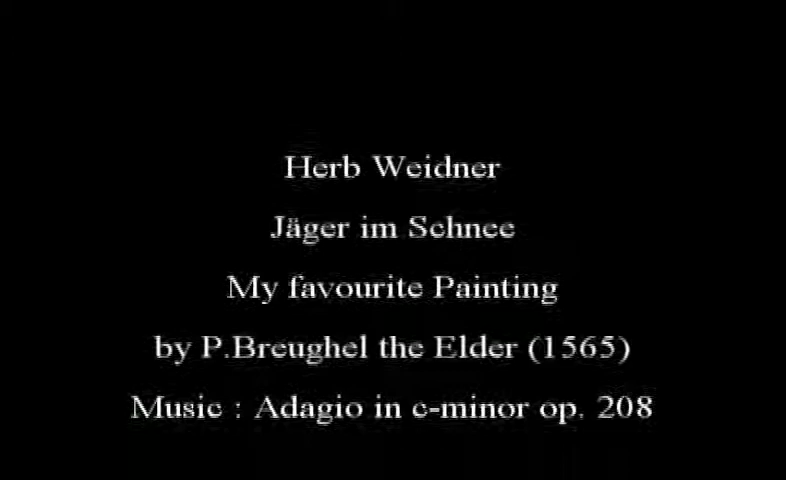 Herb Weidner
Jäger im Schnee
My favourite Painting
by P.Breughel the Elder (1565)
Music : Adagio in c-minor op. 208